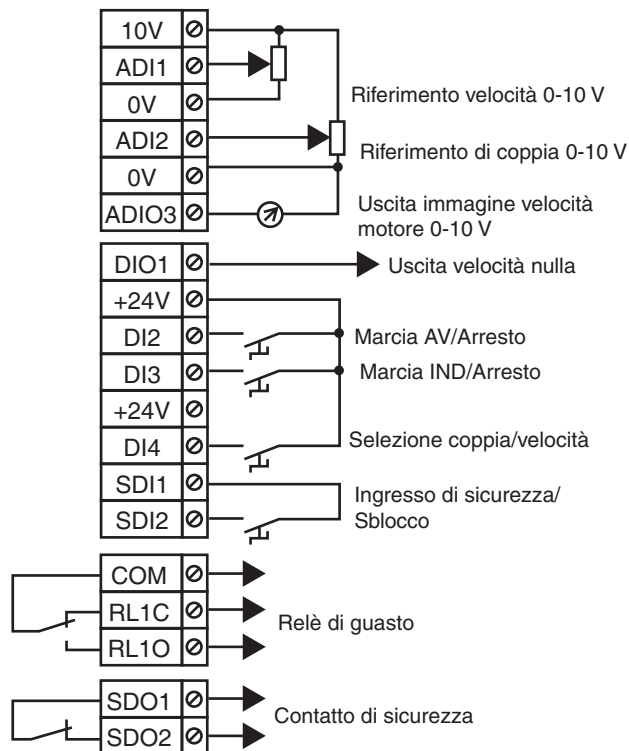 10V
ADI1
0V
Riferimento velocità 0-10 V
ADI2
Riferimento di coppia 0-10 V
0V
ADIO3
Uscita immagine velocità
motore 0-10 V
DIO1
Uscita velocità nulla
+24V
DI2
Marcia AV/Arresto
DI3
Marcia IND/Arresto
+24V
DI4
Selezione coppia/velocità
SDI1
Ingresso di sicurezza/
Sblocco
SDI2
COM
RL1C
Relè di guasto
RL1O
SDO1
Contatto di sicurezza
SDO2